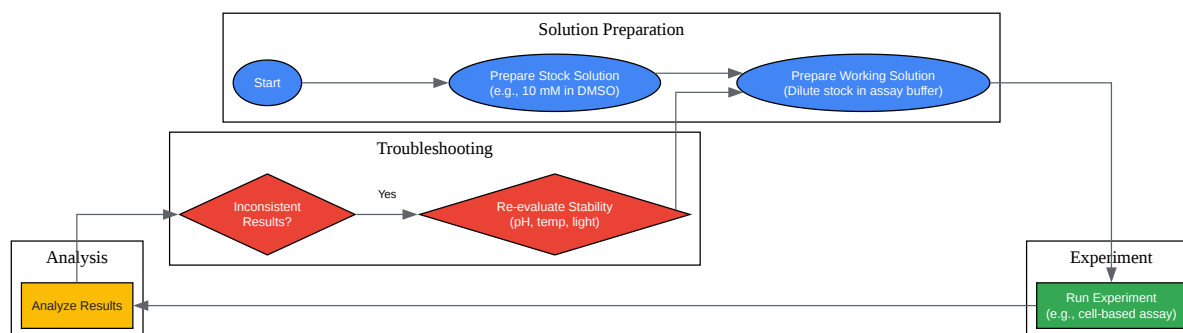 Solution Preparation
Start
Prepare Stock Solution
(e.g., 10 mM in DMSO)
Prepare Working Solution
(Dilute stock in assay buffer)
Troubleshooting
Inconsistent
Results?
Yes
Re-evaluate Stability
(pH, temp, light)
Analysis
Analyze Results
Experiment
Run Experiment
(e.g., cell-based assay)